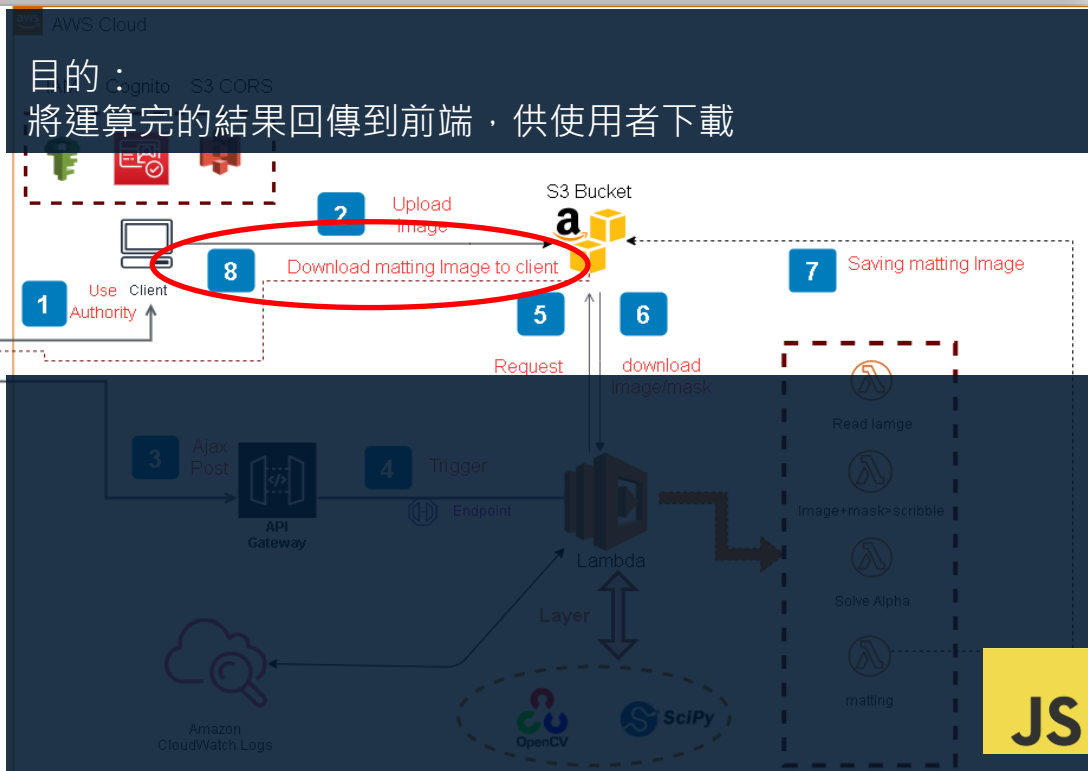 aws AWS Cloud
目的：
Cognito S3 CORS
將運算完的結果回傳到前端，供使用者下載
S3 Bucket
a
2 Upload
Image
8 Download matting Image to client
7 Saving matting Image
1 Use
Authority
Client
5 6
Request
download
image/mask
Read Iamge
3 Ajax
Post
4 Trigger
Endpoint
API
Gateway
Image+mask>scribble
Lambda
Solve Alpha
Layer
matting
Amazon
CloudWatch Logs
OpenCV
SciPy
JS